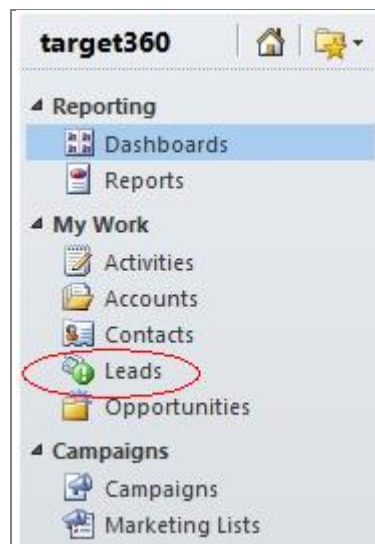 target360
Reporting
Dashboards
Reports
My Work
Activities
Accounts
Contacts
Leads
Opportunities
Campaigns
Campaigns
Marketing Lists